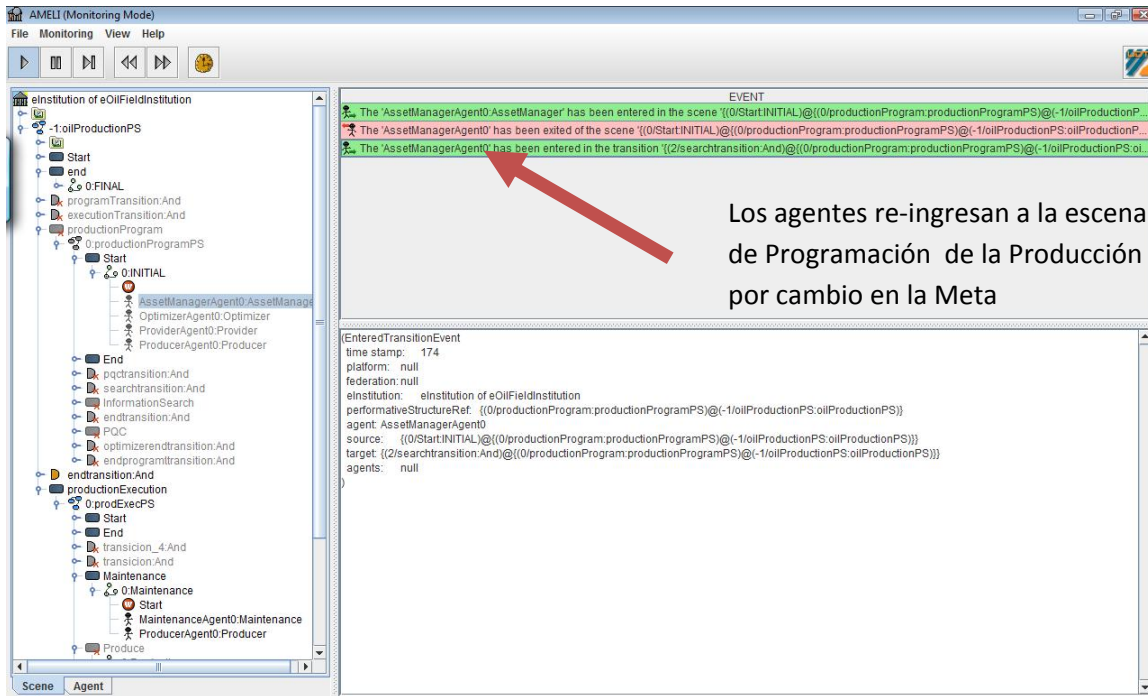 AMELI (Monitoring Mode)
File Monitoring View Help
eInstitution of eOilFieldInstitution
-1:oilProductionPS
Start
end
0:FINAL
programTransition:And
executionTransition:And
productionProgram
0:productionProgramPS
Start
0:INITIAL
W
AssetManagerAgent0:AssetManage
OptimizerAgent0:Optimizer
ProviderAgent0:Provider
ProducerAgent0:Producer
End
pqctransition:And
searchtransition:And
InformationSearch
endtransition:And
PQC
optimizerendtransition:And
endprogramttransition:And
endtransition:And
productionExecution
0:prodExecPS
Start
End
transicion_4:And
transicion:And
Maintenance
0:Maintenance
W Start
MaintenanceAgent0:Maintenance
ProducerAgent0:Producer
Produce
Scene Agent
EVENT
The 'AssetManagerAgent0:AssetManager' has been entered in the scene '{(0/Start:INITIAL)@{(0/productionProgram:productionProgramPS)@(-1/oilProductionP...
The 'AssetManagerAgent0' has been exited of the scene '{(0/Start:INITIAL)@{(0/productionProgram:productionProgramPS)@(-1/oilProductionPS:oilProductionP...
The 'AssetManagerAgent0' has been entered in the transition '{(2/searchtransition:And)@{(0/productionProgram:productionProgramPS)@(-1/oilProductionPS:oi...
Los agentes re-ingresan a la escena
de Programación de la Producción
por cambio en la Meta
(EnteredTransitionEvent
time stamp: 174
platform: null
federation: null
eInstitution: eInstitution of eOilFieldInstitution
performativeStructureRef: {(0/productionProgram:productionProgramPS)@(-1/oilProductionPS:oilProductionPS)}
agent: AssetManagerAgent0
source: {(0/Start:INITIAL)@{(0/productionProgram:productionProgramPS)@(-1/oilProductionPS:oilProductionPS)}}
target: {(2/searchtransition:And)@{(0/productionProgram:productionProgramPS)@(-1/oilProductionPS:oilProductionPS)}}
agents: null
)